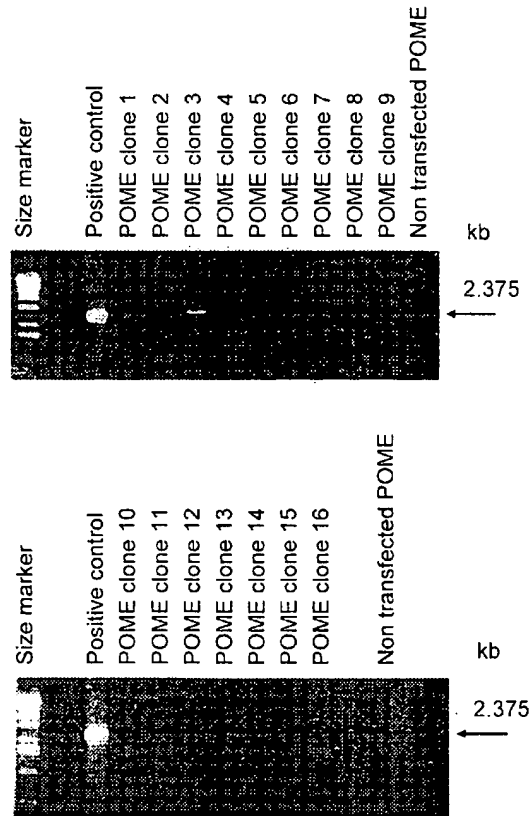 Size marker
Positive control
POME clone 1
POME clone 2
POME clone 3
POME clone 4
POME clone 5
POME clone 6
POME clone 7
POME clone 8
POME clone 9
Non transfected POME
kb
2.375
Size marker
Positive control
POME clone 10
POME clone 11
POME clone 12
POME clone 13
POME clone 14
POME clone 15
POME clone 16
Non transfected POME
kb
2.375